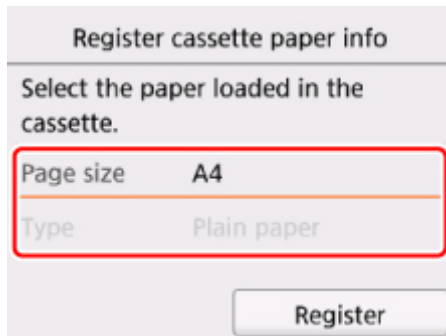 Register cassette paper info
Select the paper loaded in the
cassette.
Page size A4
Type Plain paper
Register